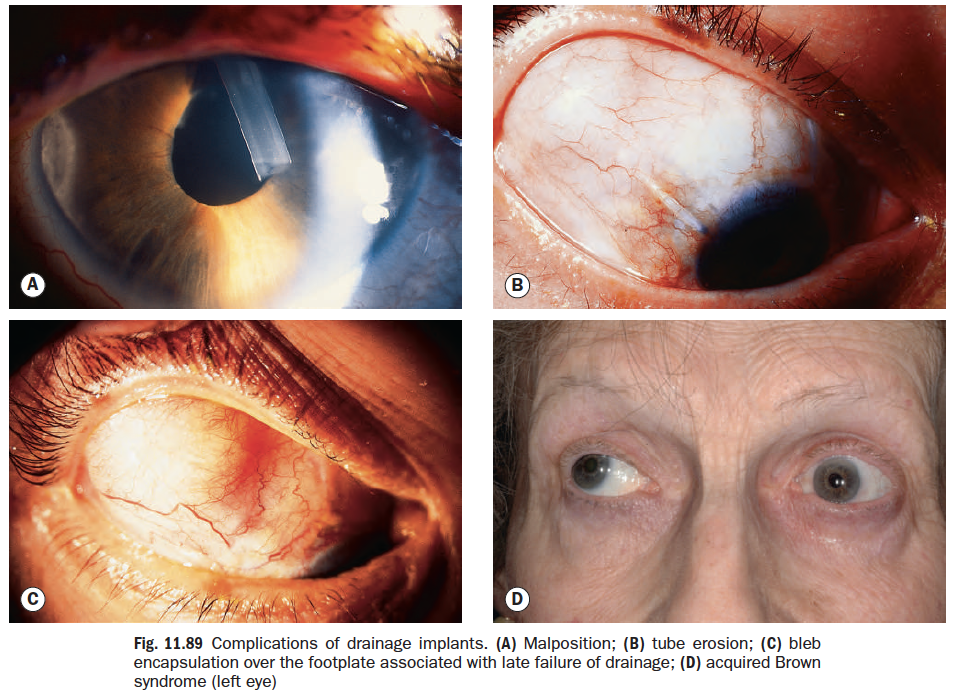 A
B
C
D
Fig. 11.89 Complications of drainage implants. (A) Malposition; (B) tube erosion; (C) bleb
encapsulation over the footplate associated with late failure of drainage; (D) acquired Brown
syndrome (left eye)